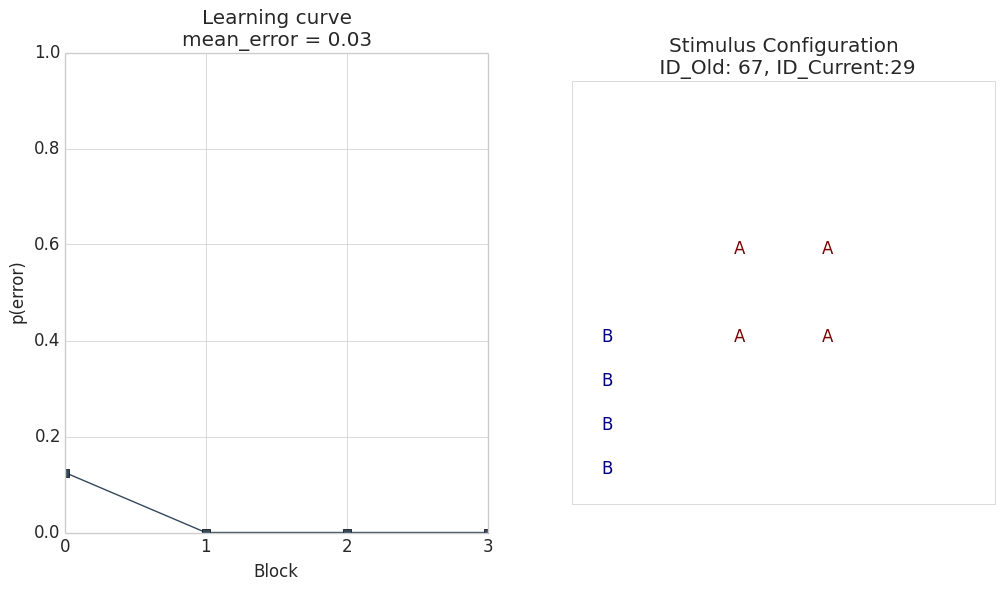 Learning curve
mean_error = 0.03
1.0
0.8
0.6
0.4
0.2
0.0
0 1 2 3
p(error)
Block
Stimulus Configuration
ID_Old: 67, ID_Current:29
A A
B A A
B
B
B